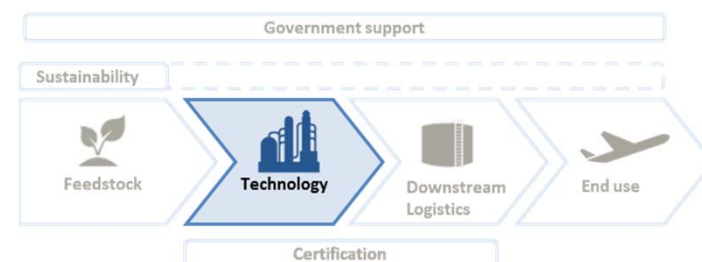 Government support
Sustainability
Feedstock
Technology
Downstream
Logistics
End use
Certification